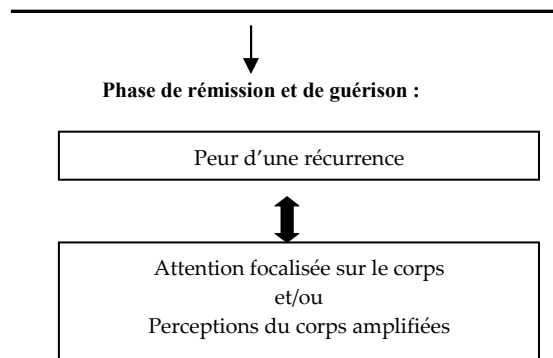 Phase de rémission et de guérison :
Peur d’une récurrence
Attention focalisée sur le corps
et/ou
Perceptions du corps amplifiées